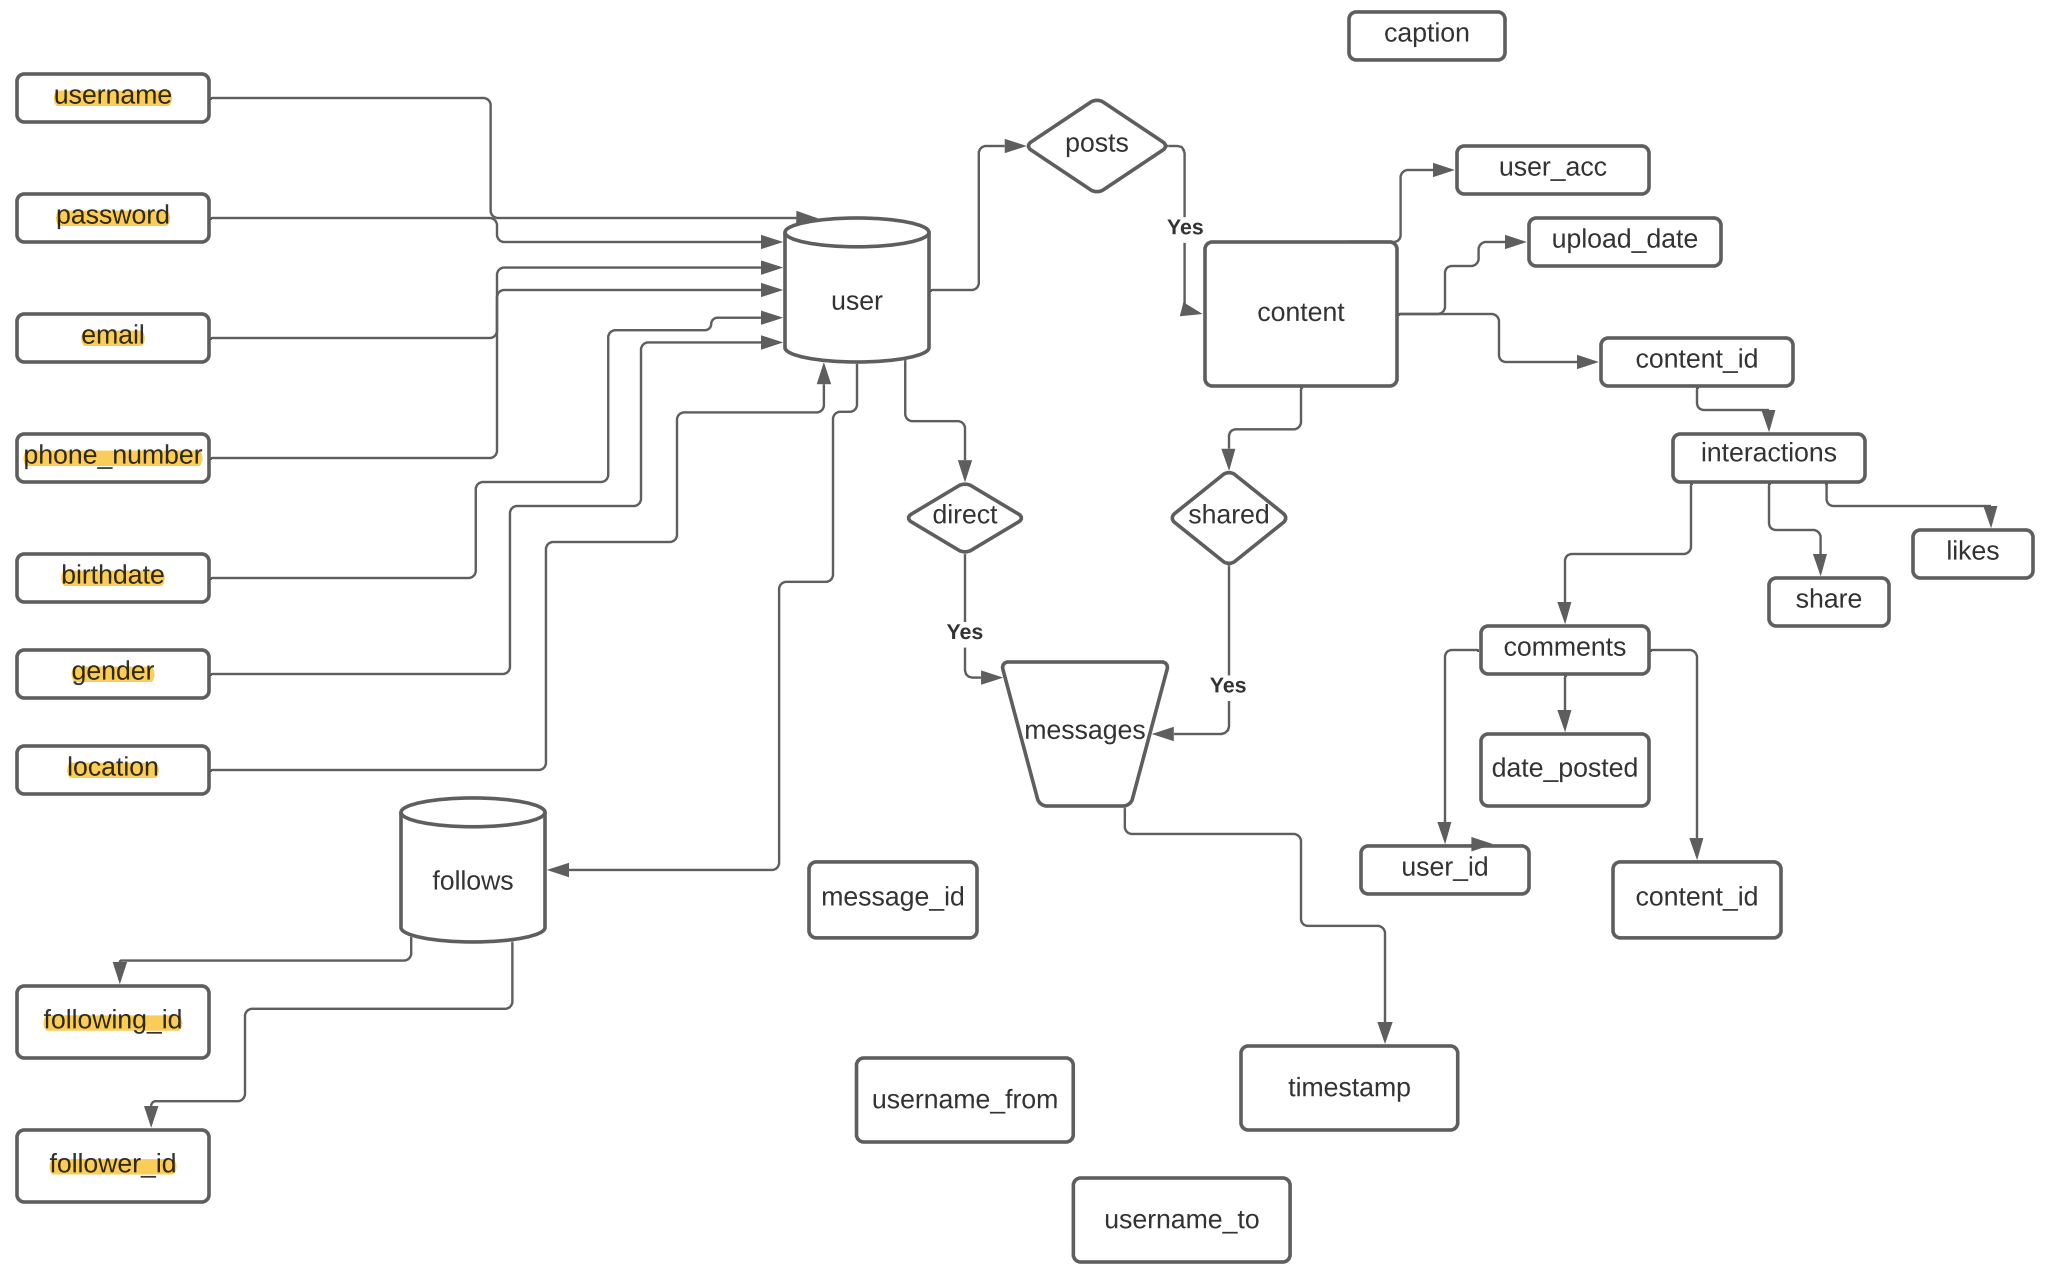 caption
username
posts
user_acc
password
Yes
upload_date
user
content
email
content_id
phone_number
interactions
direct
shared
likes
birthdate
share
Yes
comments
gender
Yes
messages
location
date_posted
follows
message_id
user_id
content_id
following_id
username_from
timestamp
follower_id
username_to